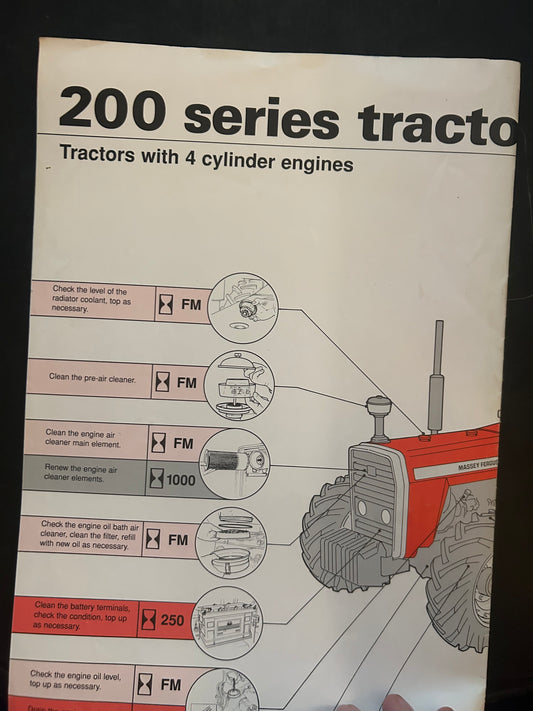 200 series tracto
Tractors with 4 cylinder engines
Check the level of the
radiator coolant, top as
necessary.
FM
Clean the pre-air cleaner.
FM
Clean the engine air
cleaner main element.
FM
Renew the engine air
cleaner elements.
1000
Check the engine oil bath air
cleaner, clean the filter, refill
with new oil as necessary.
FM
Clean the battery terminals,
check the condition, top up
as necessary.
250
Check the engine oil level,
top up as necessary.
FM
MASSEY FERGUS